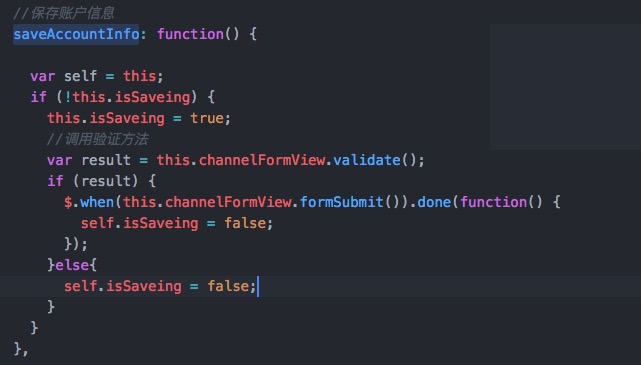 //保存账户信息
saveAccountInfo: function() {
var self = this;
if (!this.isSaveing) {
this.isSaveing = true;
//调用验证方法
var result = this.channelFormView.validate();
if (result) {
$.when(this.channelFormView.formSubmit()).done(function() {
self.isSaveing = false;
});
}else{
self.isSaveing = false;
}
}
},